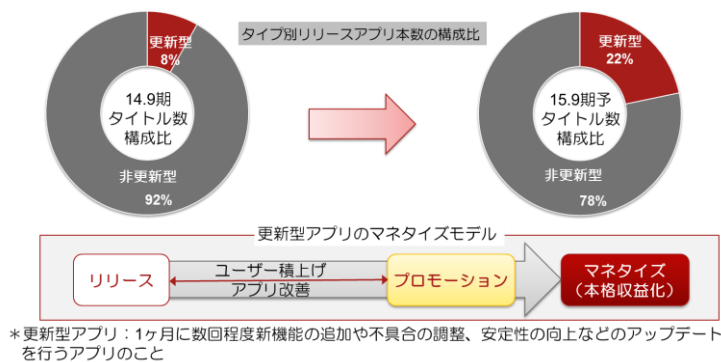 タイプ別リリースアプリ本数の構成比
更新型
8%
14.9期
タイトル数
構成比
非更新型
92%
更新型
22%
15.9期予
タイトル数
構成比
非更新型
78%
更新型アプリのマネタイズモデル
リリース
ユーザー積上げ
アプリ改善
プロモーション
マネタイズ
(本格収益化)
*更新型アプリ:1ヶ月に数回程度新機能の追加や不具合の調整、安定性の向上などのアップデート
を行うアプリのこと